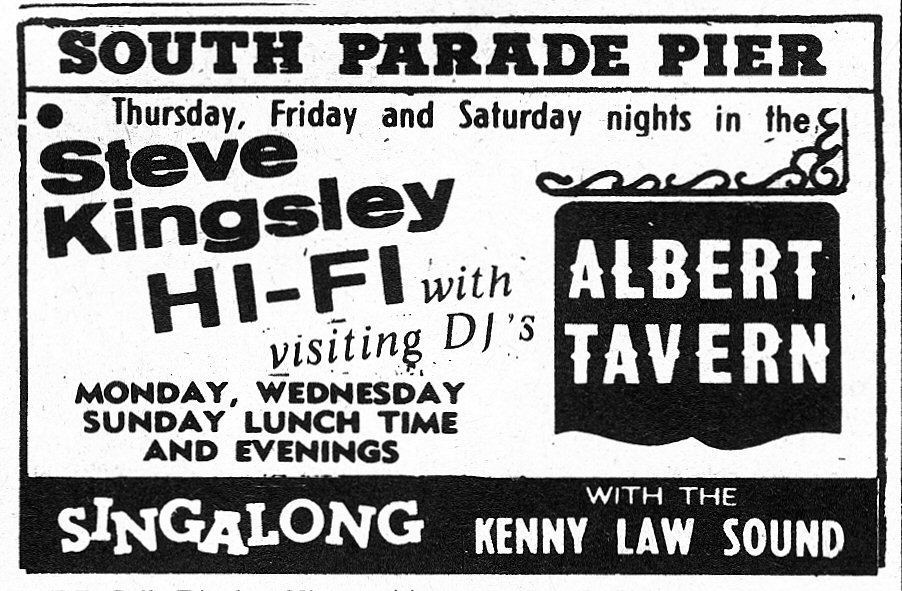 SOUTH PARADE PIER
Thursday, Friday and Saturday nights in the
Steve
Kingsley
HI-FI with
visiting DJ's
ALBERT
TAVERN
MONDAY, WEDNESDAY
SUNDAY LUNCH TIME
AND EVENINGS
SINGALONG WITH THE
KENNY LAW SOUND